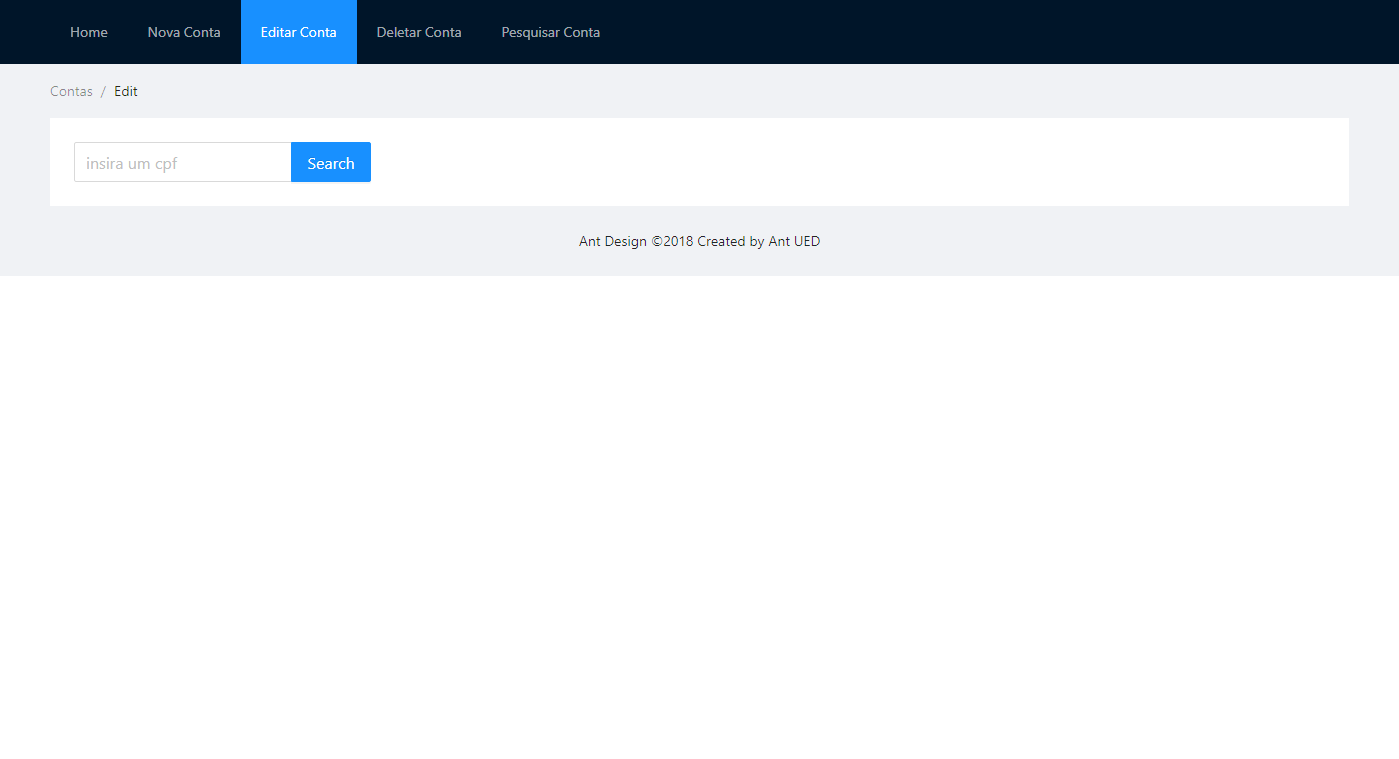 Home Nova Conta Editar Conta Deletar Conta Pesquisar Conta
Contas / Edit
insira um cpf Search
Ant Design ©2018 Created by Ant UED